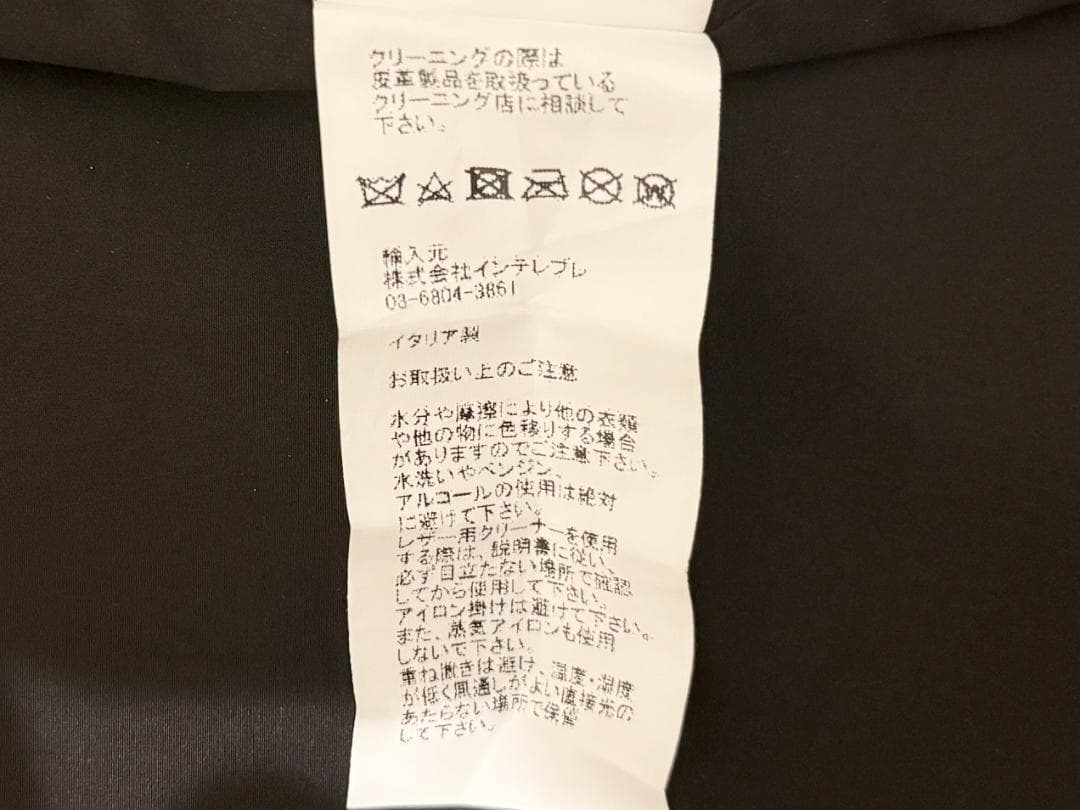 クリーニングの際は
皮革製品を取扱っている
クリーニング店に相談して
下さい。
輸入元
株式会社インテレプレ
03-6804-3861
イタリア製
お取扱い上のご注意
水分や摩擦により他の衣類
や他の物に色移りする場合
がありますのでご注意下さい。
水洗いやベンジン、
アルコールの使用は絶対
に避けて下さい。
レザー用クリーナーを使用
する際は、説明書に従い、
必ず目立たない場所で確認
してから使用して下さい。
アイロン掛けは避けて下さい。
また、蒸気アイロンも使用
しないで下さい。
重ね置きは避け、温度・湿度
が低く風通しがよい直接光の
あたらない場所で保管
して下さい。